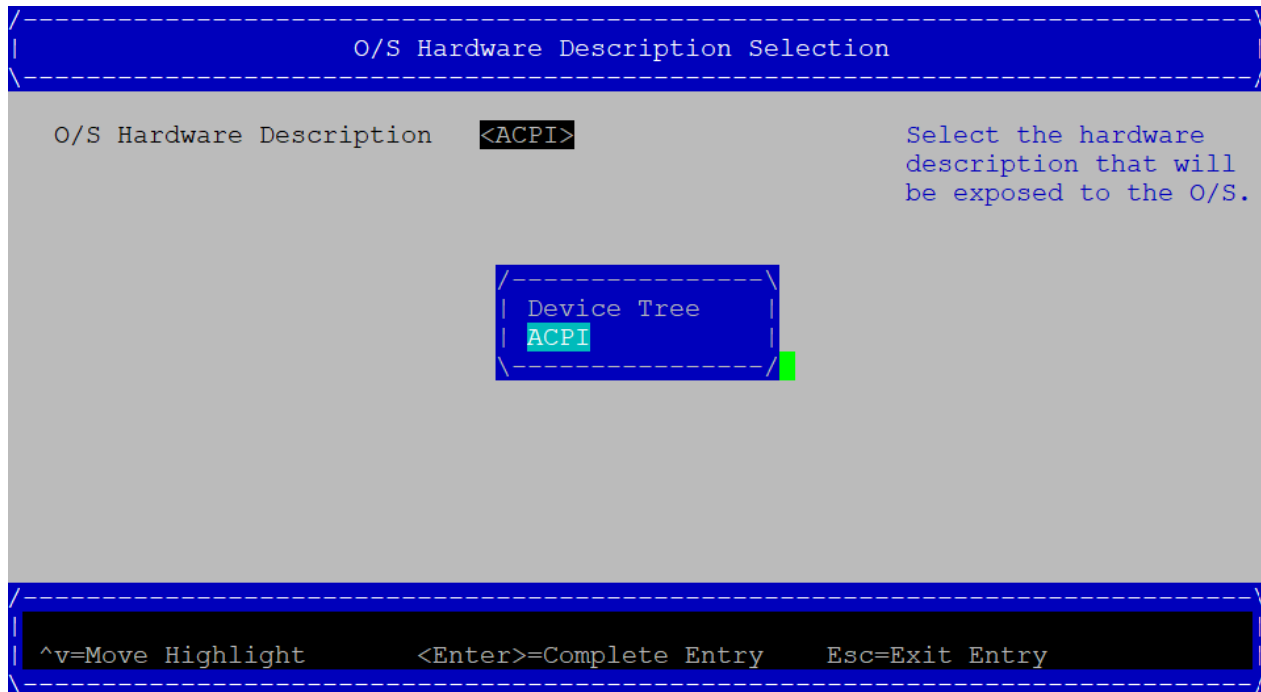 O/S Hardware Description Selection
O/S Hardware Description <ACPI>
Select the hardware
description that will
be exposed to the O/S.
Device Tree
ACPI
^v=Move Highlight <Enter>=Complete Entry Esc=Exit Entry